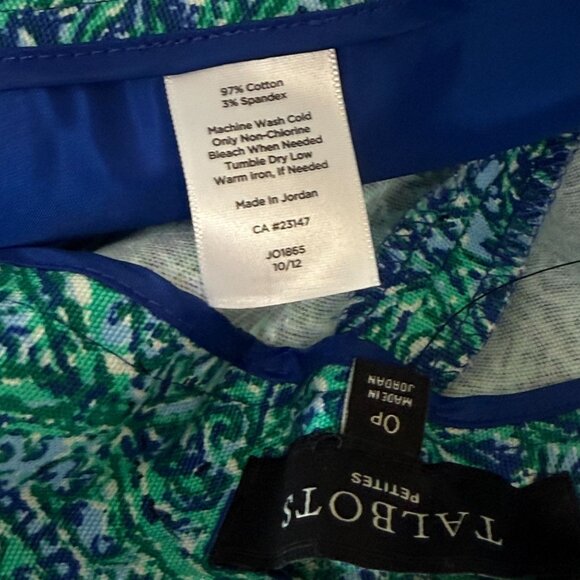 97% Cotton
3% Spandex
Machine Wash Cold
Only Non-Chlorine
Bleach When Needed
Tumble Dry Low
Warm Iron, If Needed
Made In Jordan
CA #23147
JO1865
10/12
OP
MADE IN
JORDAN
TALBOTS
PETITES